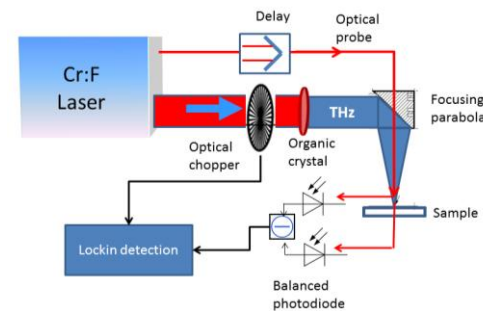 Delay
Optical
probe
Cr:F
Laser
THz
Focusing
parabola
Optical
chopper
Organic
crystal
Sample
Lockin detection
Balanced
photodiode